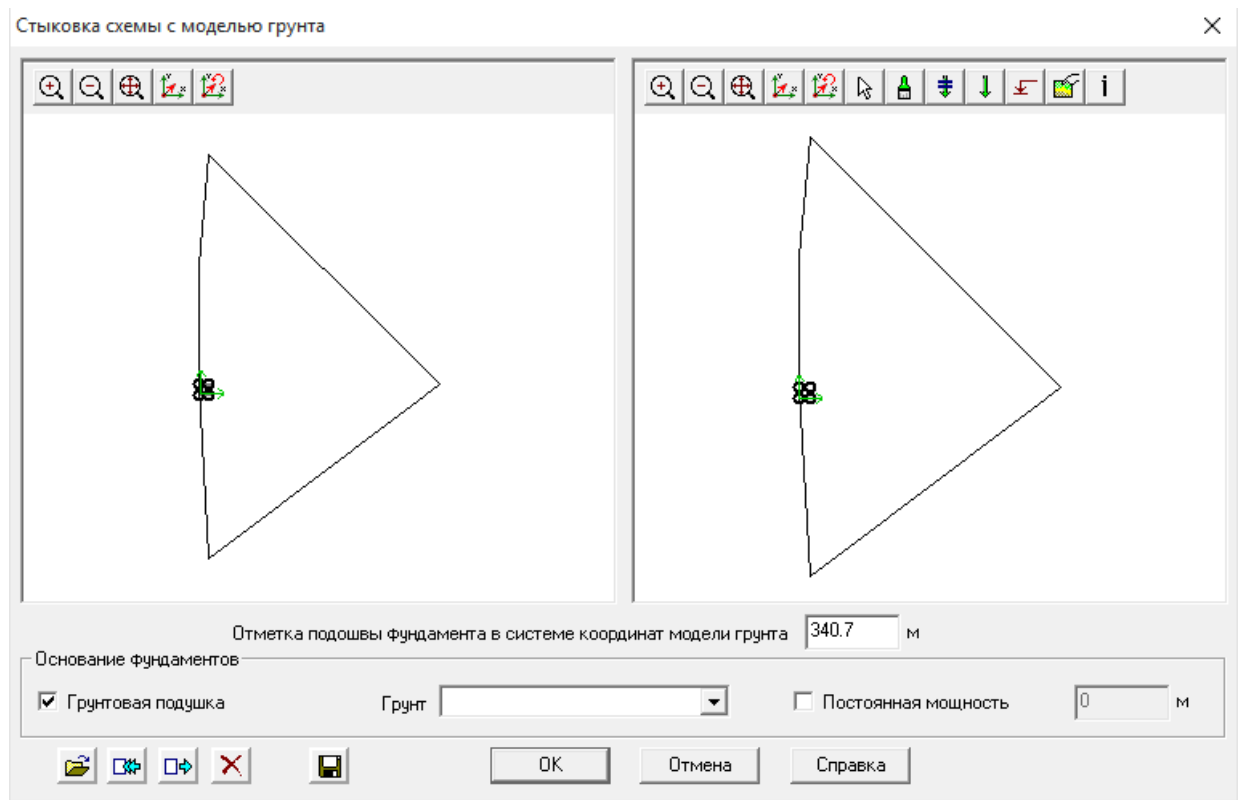 Стыковка схемы с моделью грунта
Отметка подошвы фундамента в системе координат модели грунта 340.7 м
Основание фундаментов
Грунтовая подушка Грунт Постоянная мощность 0 м
OK Отмена Справка